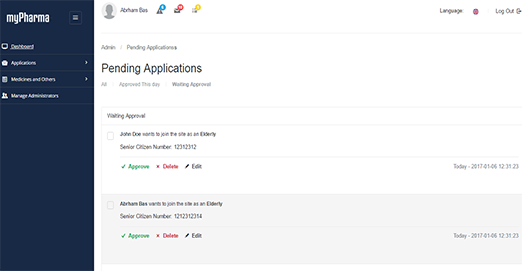 myPharma
Abrham Bas
Language:
Log Out
Dashboard
Applications
Medicines and Others
Manage Administrators
Admin / Pending Applicationss
Pending Applications
All / Approved This day / Waiting Approval
Waiting Approval
John Doe wants to join the site as an Elderly
Senior Citizen Number: 12312312
Approve Delete Edit
Today - 2017-01-06 12:31:23
Abrham Bas wants to join the site as an Elderly
Senior Citizen Number: 1212312314
Approve Delete Edit
Today - 2017-01-06 12:31:23